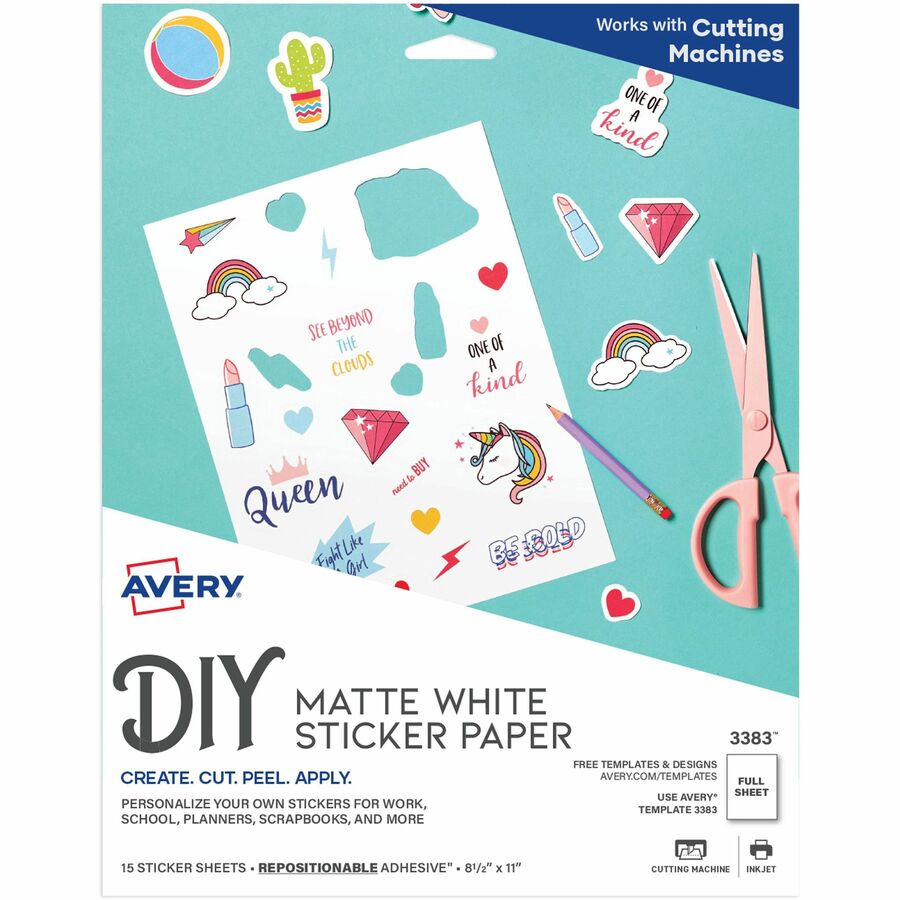 Works with Cutting
Machines
ONE OF
A
kind
SEE BEYOND
THE
CLOUDS
ONE OF
A
kind
Queen
need to BUY
Fight Like
Girl
BE BOLD
AVERY®
DIY
MATTE WHITE
STICKER PAPER
3383™
CREATE. CUT. PEEL. APPLY.
FREE TEMPLATES & DESIGNS
AVERY.COM/TEMPLATES
FULL
SHEET
USE AVERY®
TEMPLATE 3383
PERSONALIZE YOUR OWN STICKERS FOR WORK,
SCHOOL, PLANNERS, SCRAPBOOKS, AND MORE
15 STICKER SHEETS • REPOSITIONABLE ADHESIVE" • 8½" x 11"
CUTTING MACHINE
INKJET